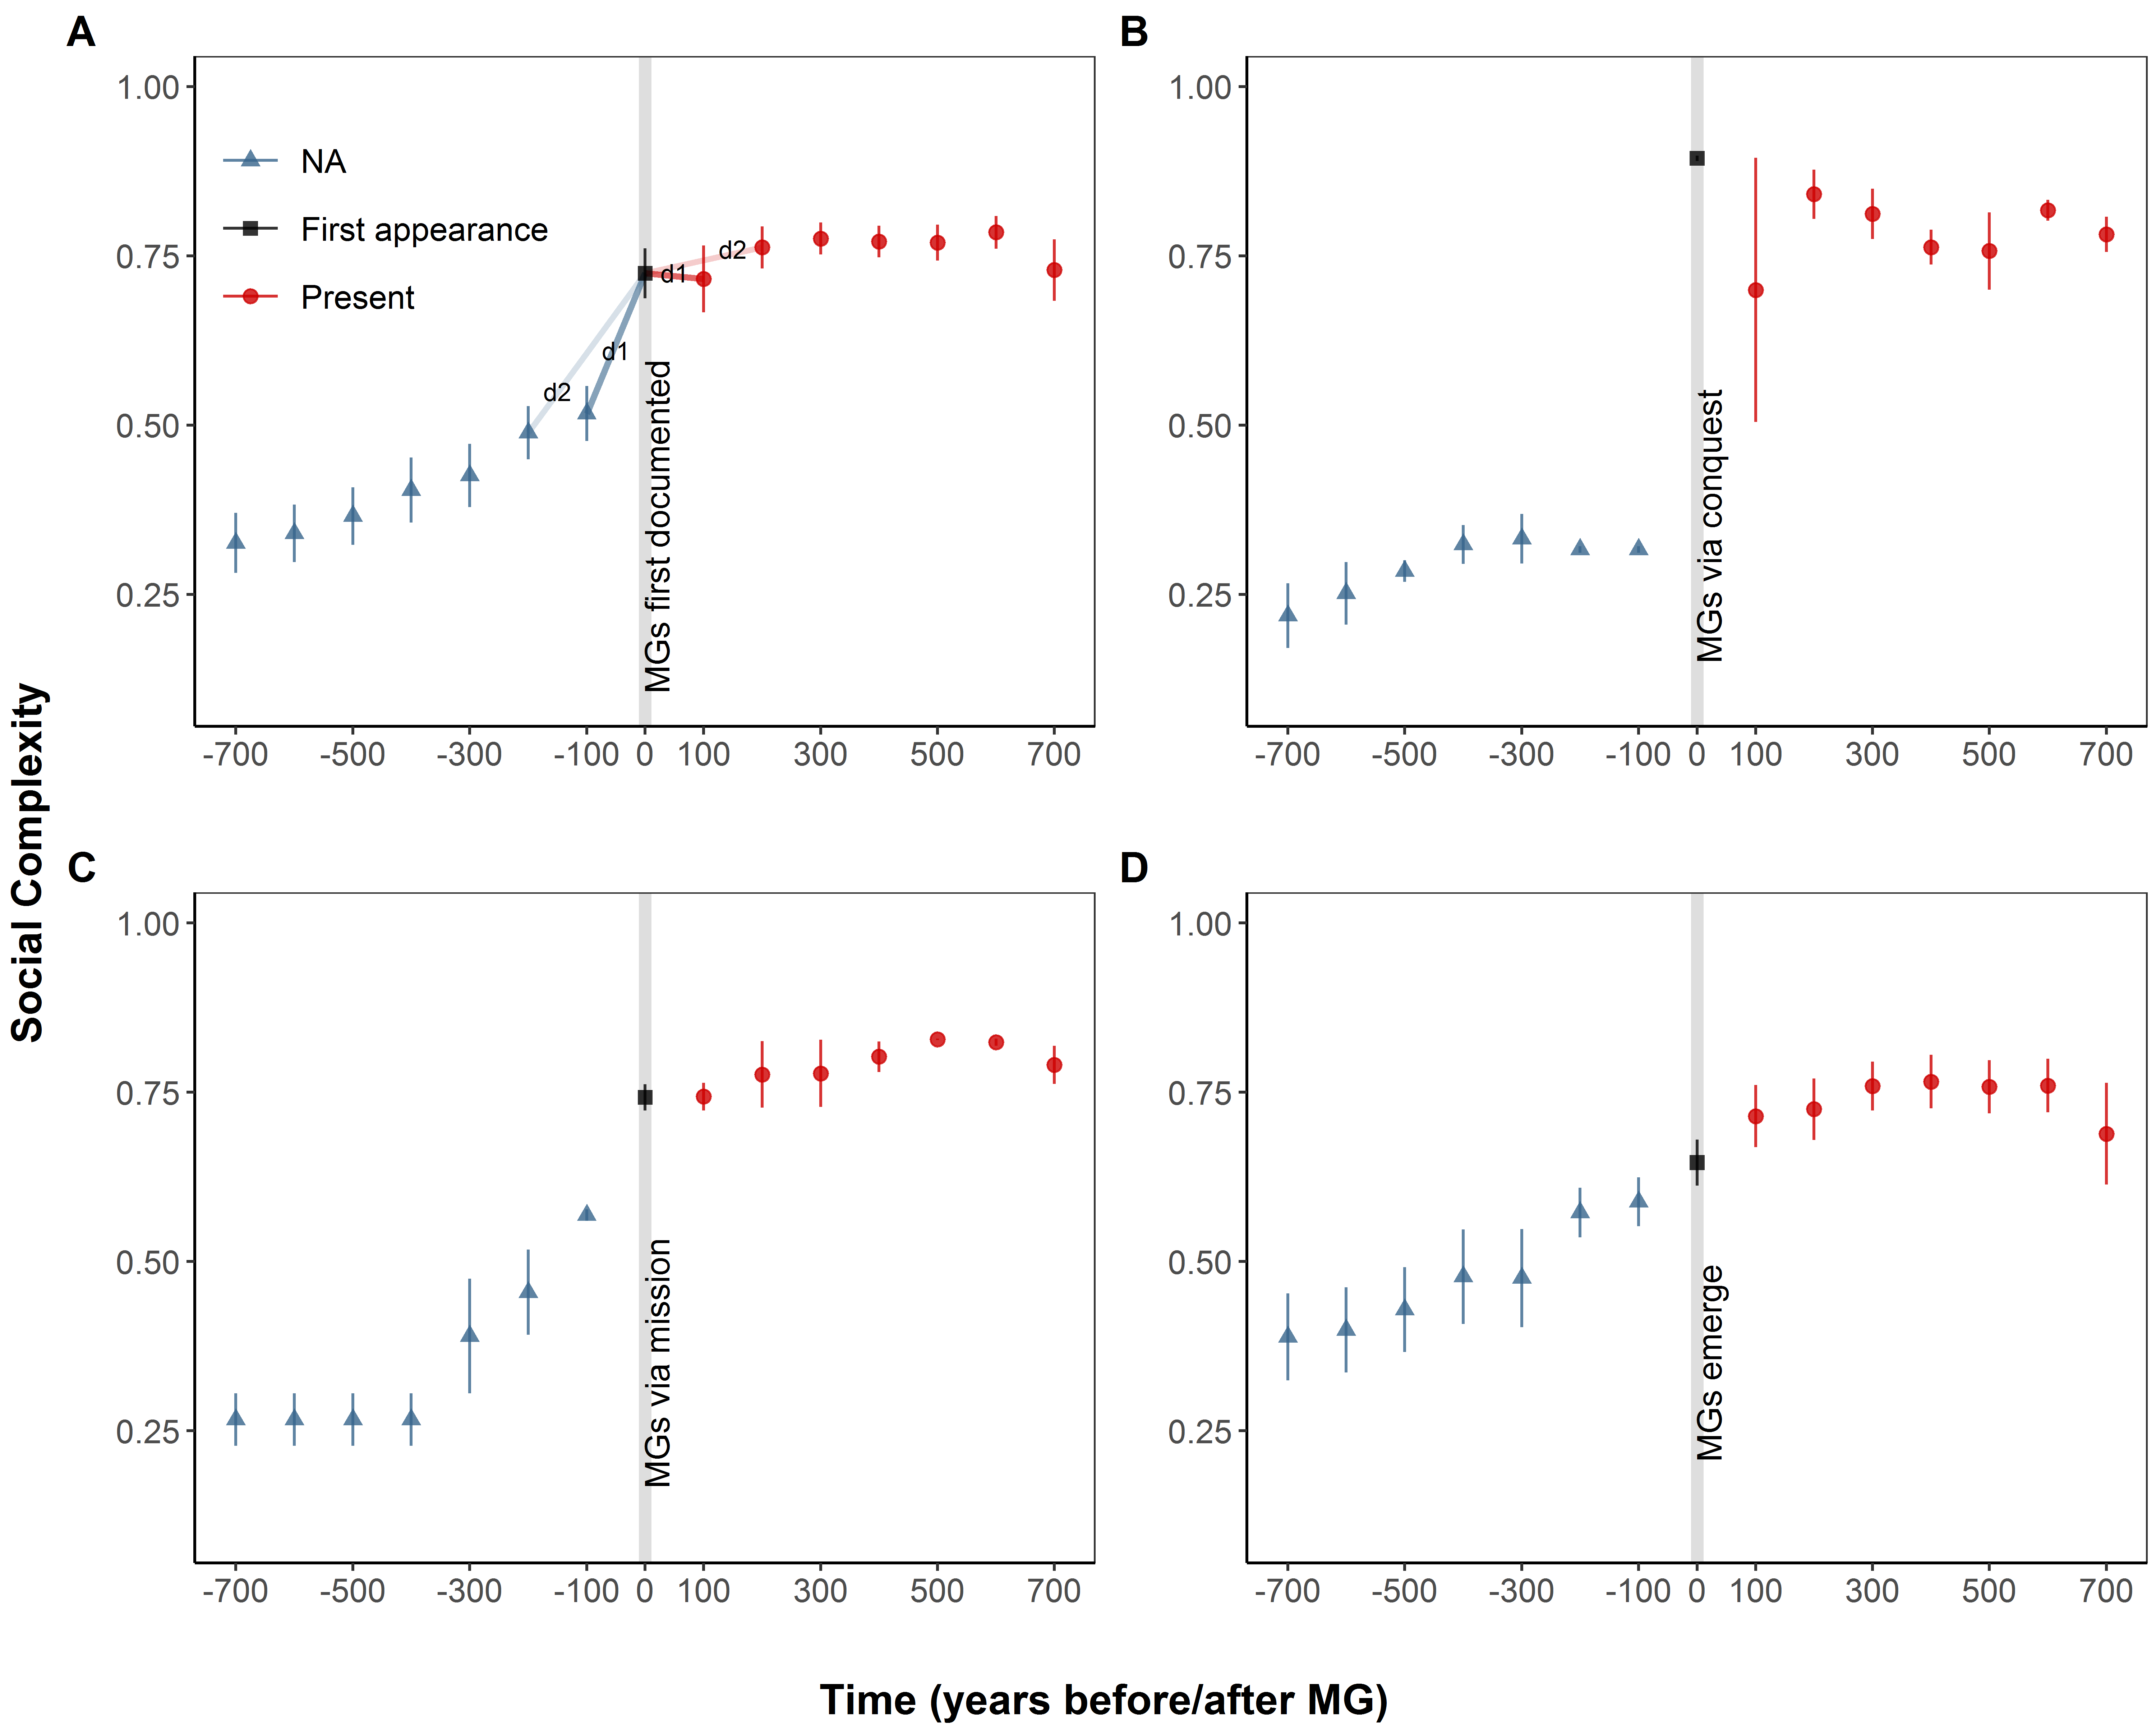 A
1.00
0.75
0.50
0.25
NA
First appearance
Present
d2
d1
d1
d2
MGs first documented
-700 -500 -300 -100 0 100 300 500 700
B
1.00
0.75
0.50
0.25
MGs via conquest
-700 -500 -300 -100 0 100 300 500 700
Social Complexity
C
1.00
0.75
0.50
0.25
MGs via mission
-700 -500 -300 -100 0 100 300 500 700
D
1.00
0.75
0.50
0.25
MGs emerge
-700 -500 -300 -100 0 100 300 500 700
Time (years before/after MG)